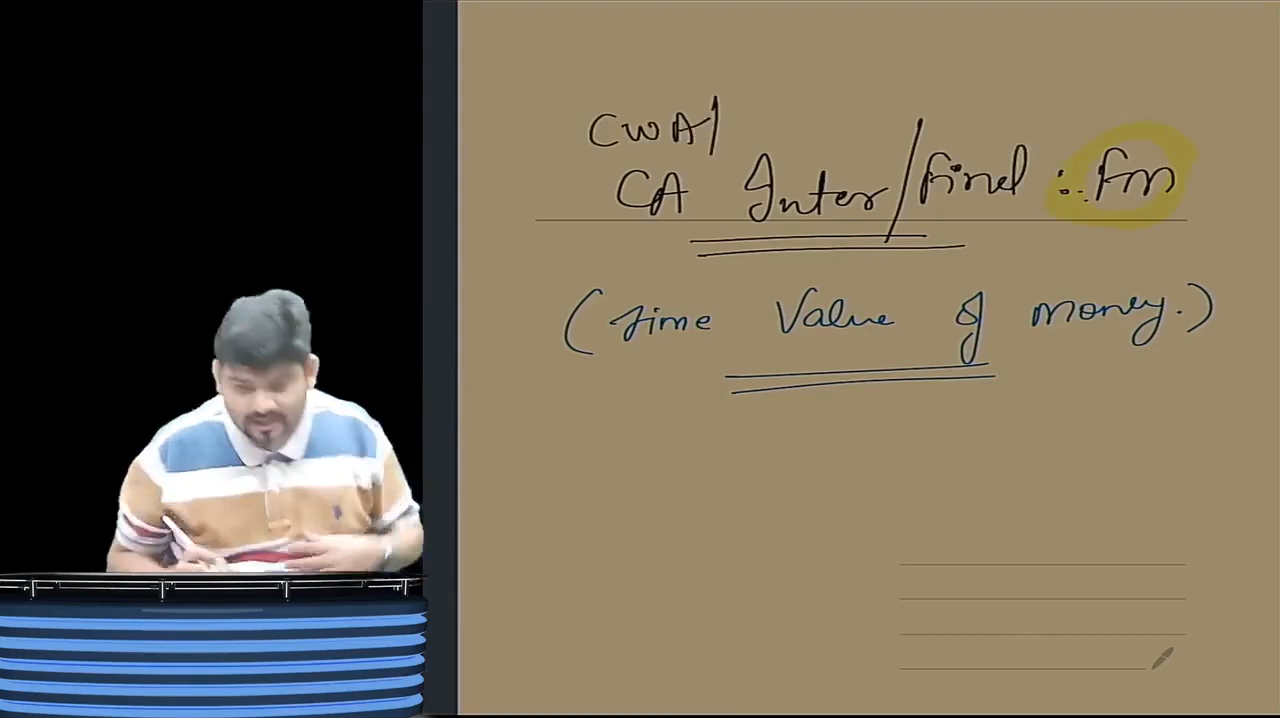 CWA/
CA Inter/Final :- Fm
(Time Value of money.)